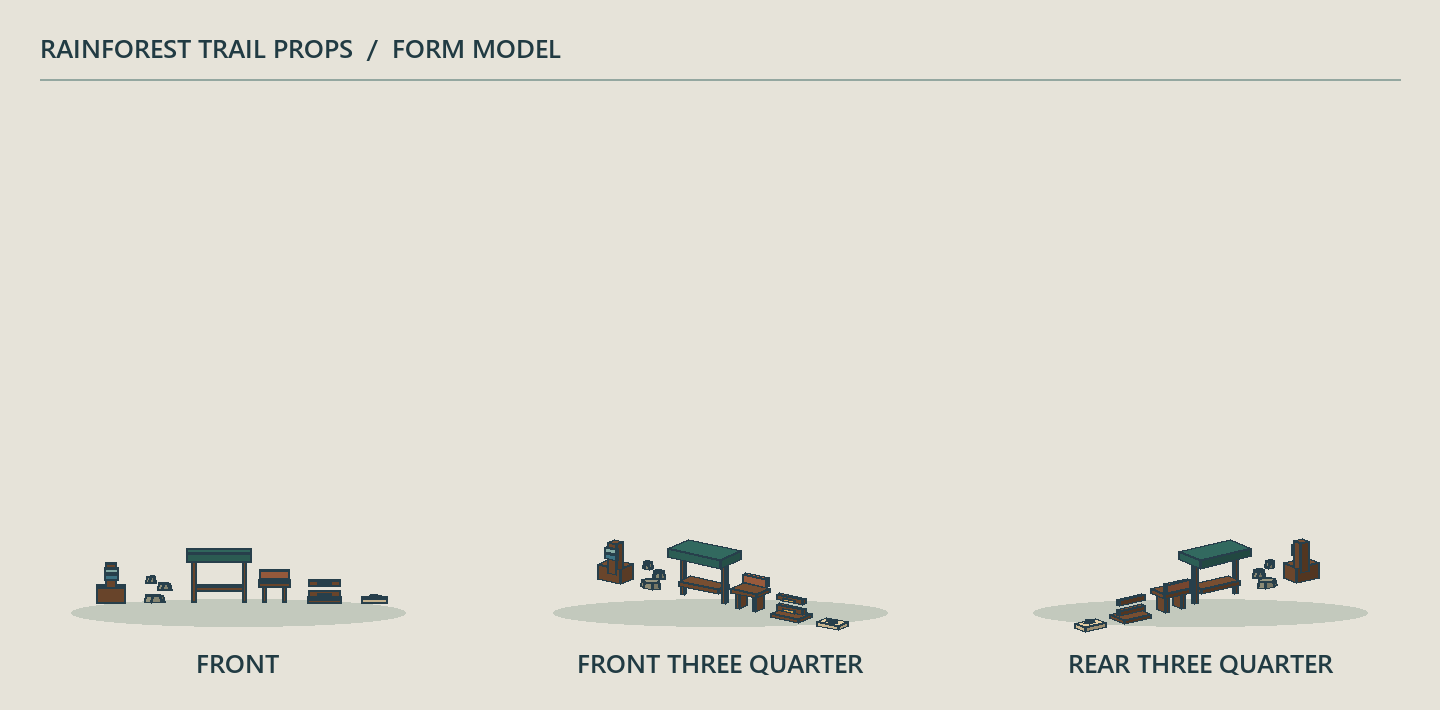 RAINFOREST TRAIL PROPS / FORM MODEL
FRONT
FRONT THREE QUARTER
REAR THREE QUARTER